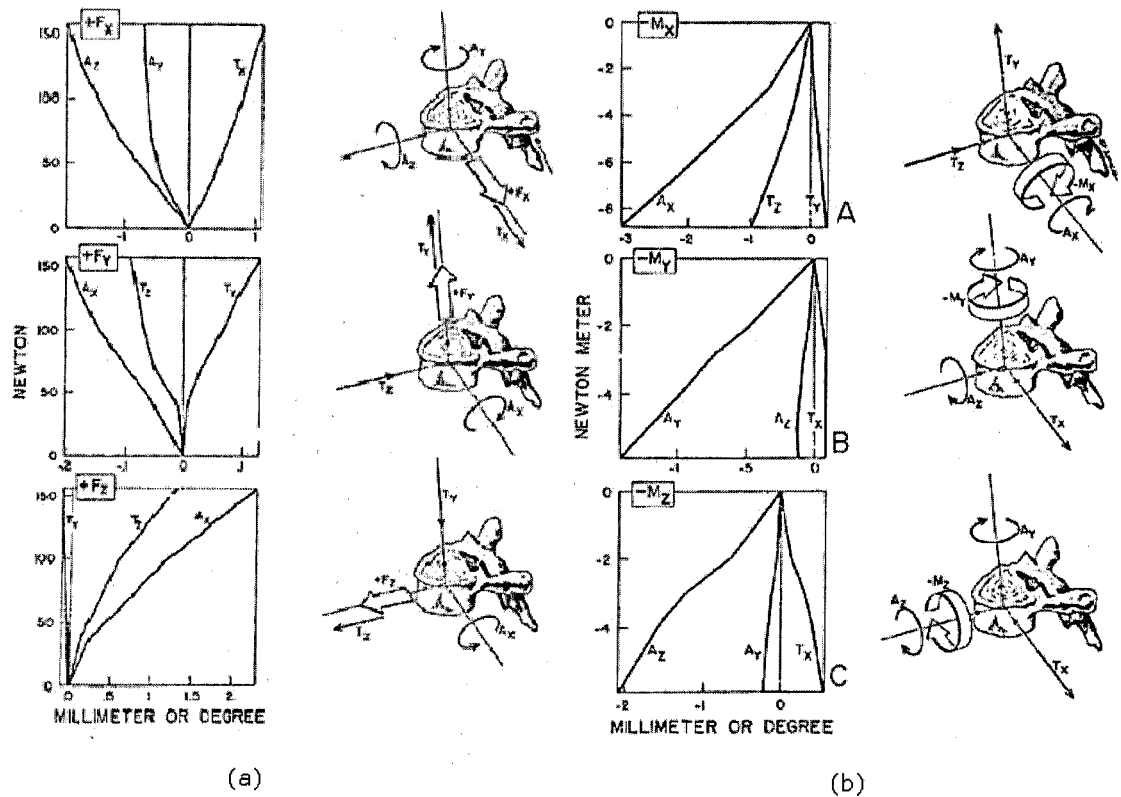 +Fx
150
100
50
0
Az
Ay
Tx
-1
0
1
Ay
Az
+Fx
Tx
+Fy
150
100
50
0
Ax
Tz
Ty
-.2
-.1
0
.1
NEWTON
Ty
+Fy
Tz
Ax
+Fz
150
100
50
0
Ty
Tz
Ax
.0
.5
1
1.5
2
MILLIMETER OR DEGREE
Ty
+Fz
Tz
Ax
(a)
-Mx
0
-2
-4
-6
-8
Ax
Tz
Ty
A
-3
-2
-1
0
Ty
Tz
-Mx
Ax
-My
0
-2
-4
Ay
Az
Tx
B
-1
.5
0
NEWTON METER
Ay
-My
Az
Tx
-Mz
0
-2
-4
Az
Ay
Tx
C
-2
-1
0
MILLIMETER OR DEGREE
Ay
-Mz
Az
Tx
(b)